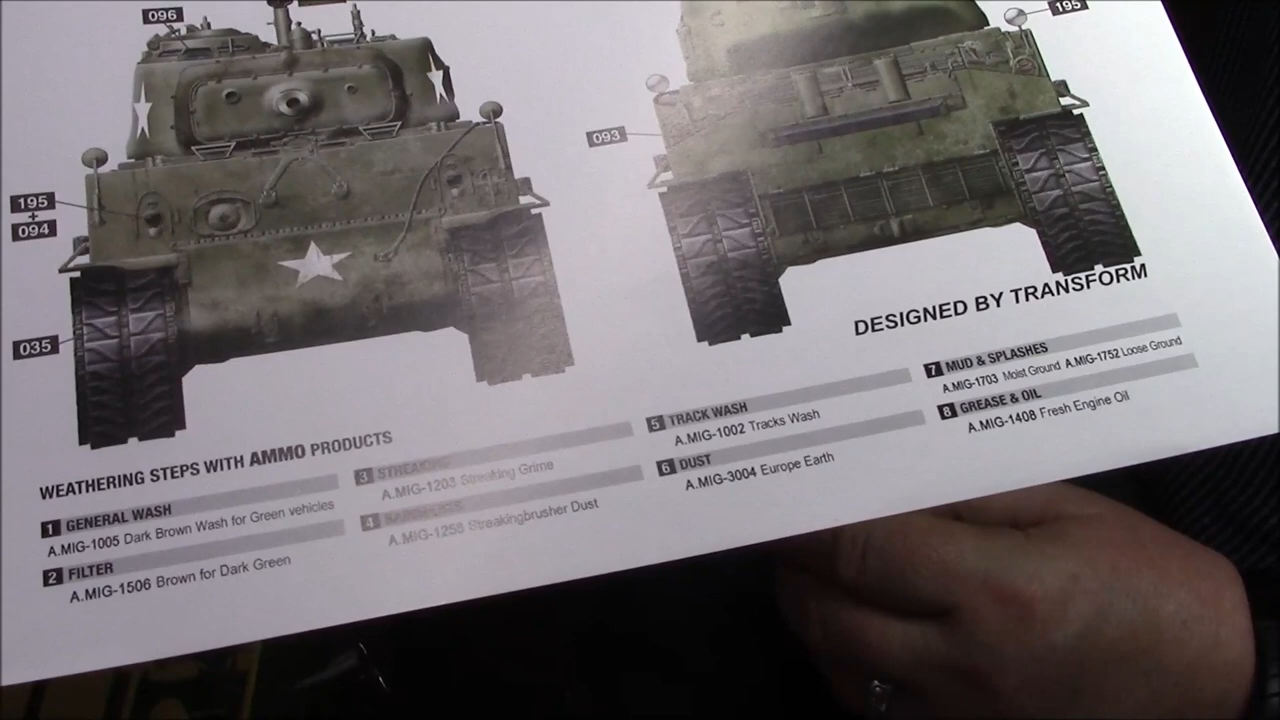 096
195
093
195
+
094
035
DESIGNED BY TRANSFORM
WEATHERING STEPS WITH AMMO PRODUCTS
1 GENERAL WASH
A.MIG-1005 Dark Brown Wash for Green vehicles
2 FILTER
A.MIG-1506 Brown for Dark Green
3 STREAKING
A.MIG-1203 Streaking Grime
4
A.MIG-1258 Streakingbrusher Dust
5 TRACK WASH
A.MIG-1002 Tracks Wash
6 DUST
A.MIG-3004 Europe Earth
7 MUD & SPLASHES
A.MIG-1703 Moist Ground A.MIG-1752 Loose Ground
8 GREASE & OIL
A.MIG-1408 Fresh Engine Oil